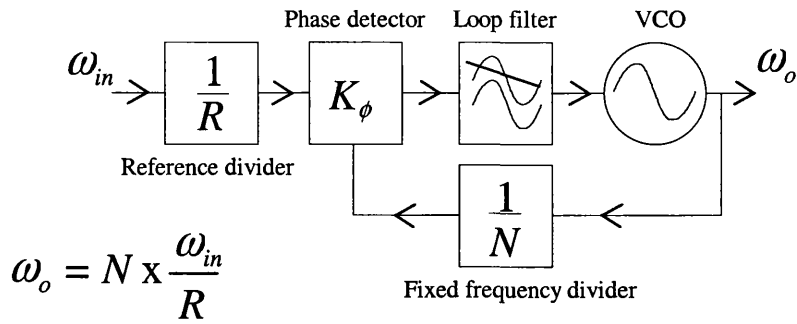 Phase detector
Loop filter
VCO
ω_in
1/R
K_ϕ
ω_o
Reference divider
1/N
ω_o = N x ω_in/R
Fixed frequency divider